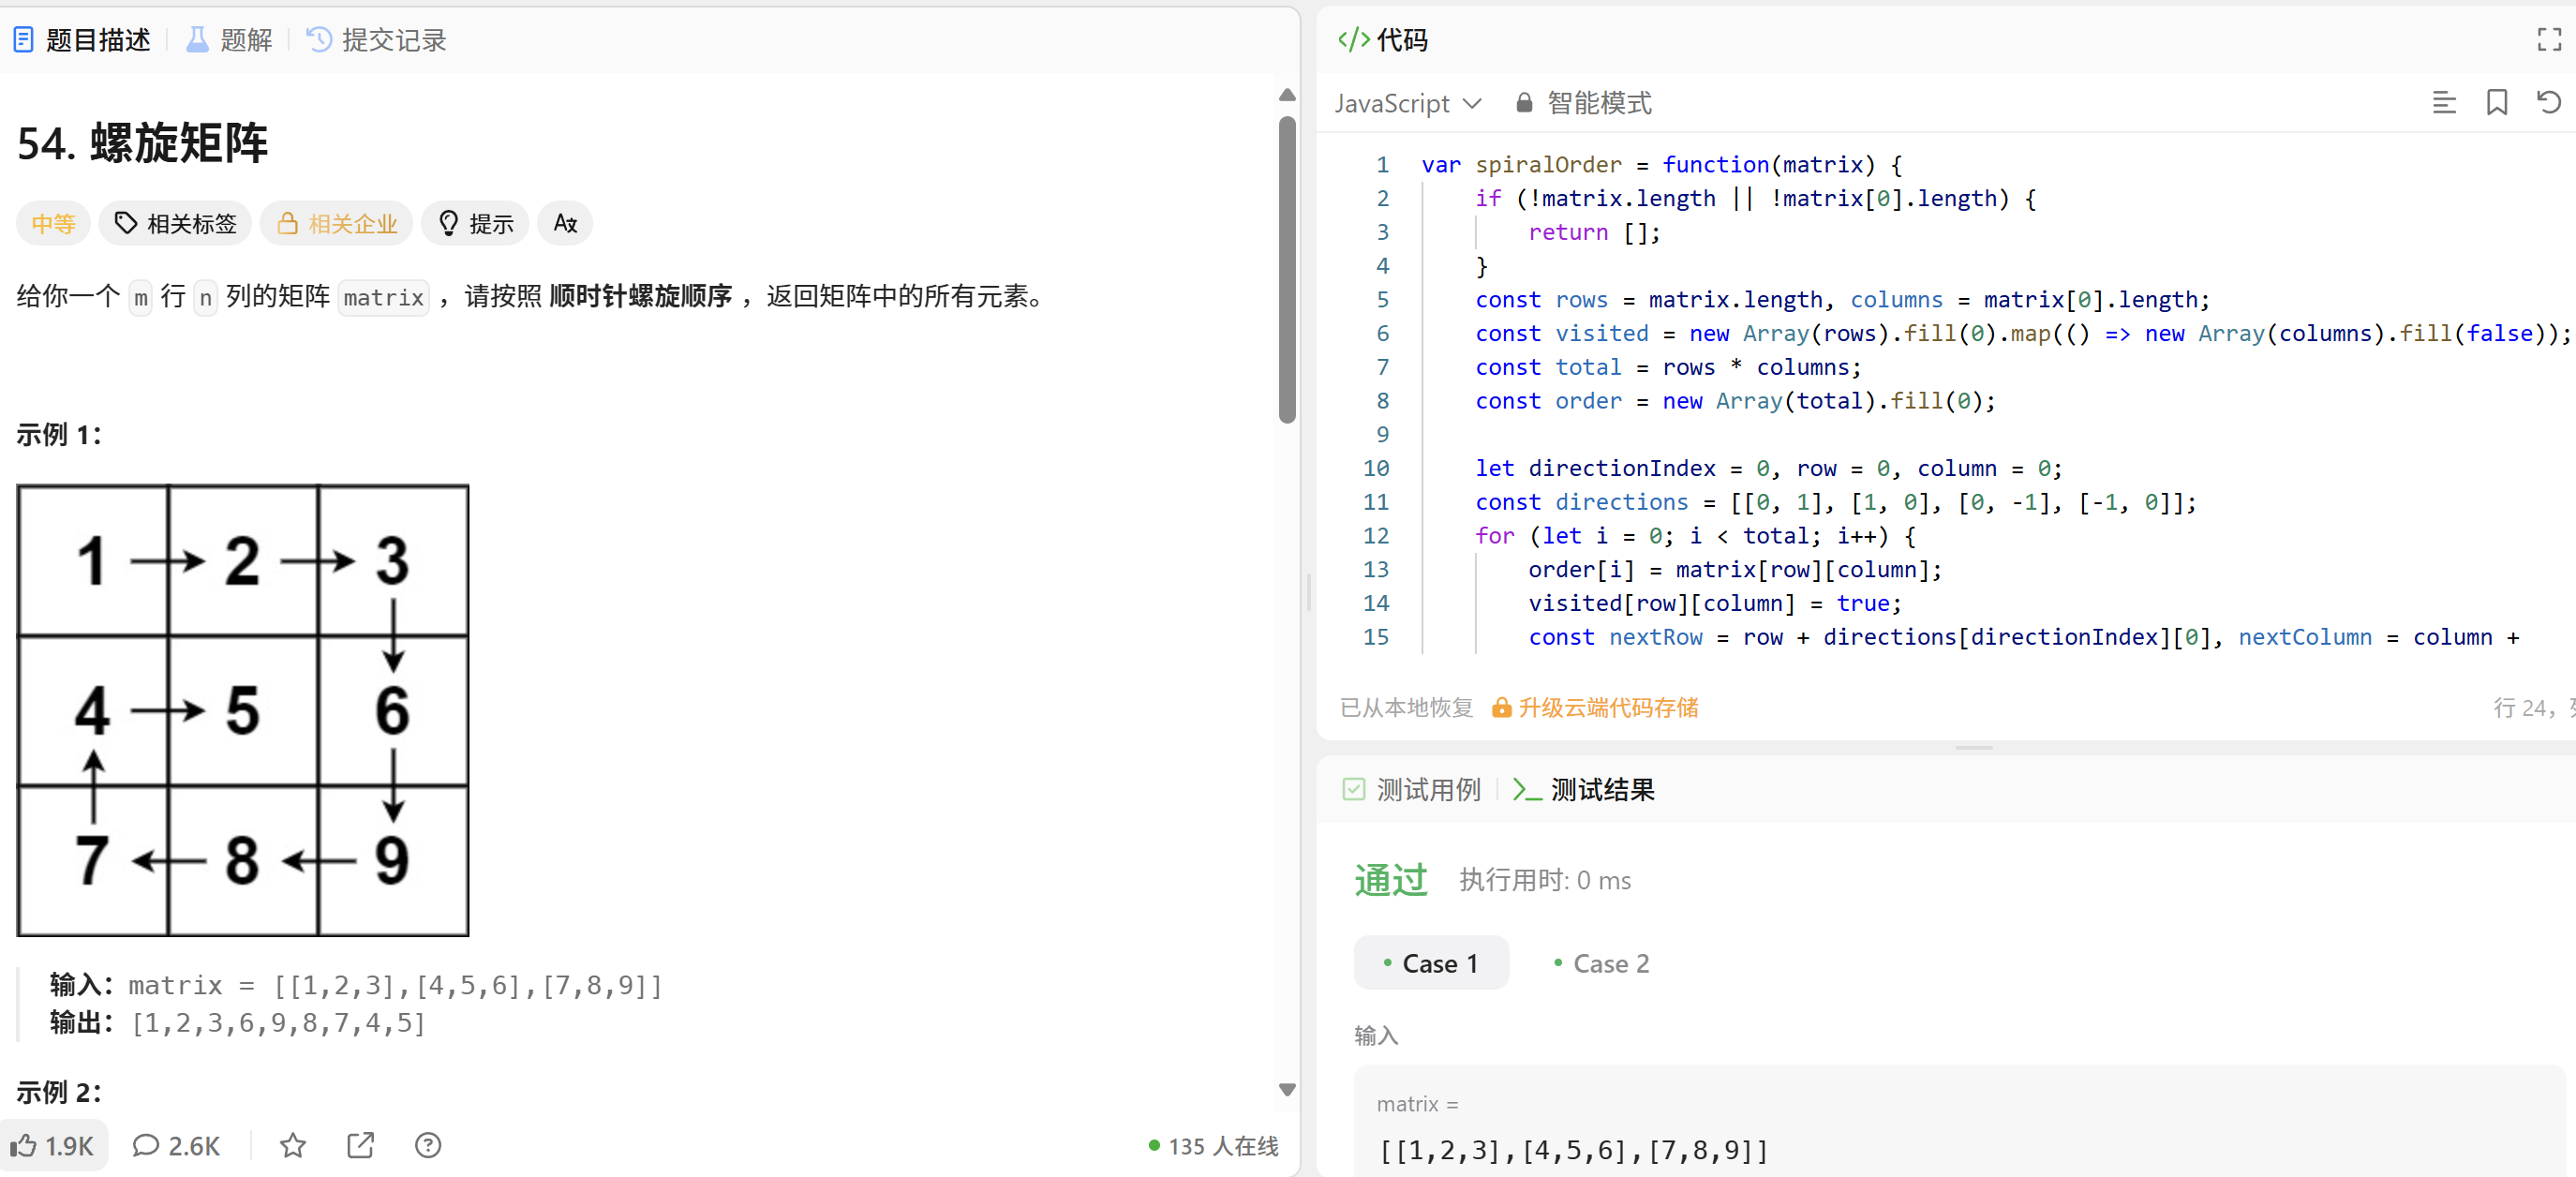 题目描述 题解 提交记录
54. 螺旋矩阵
中等 相关标签 相关企业 提示
给你一个 m 行 n 列的矩阵 matrix ，请按照 顺时针螺旋顺序 ，返回矩阵中的所有元素。
示例 1：
1 2 3
4 5 6
7 8 9
输入：matrix = [[1,2,3],[4,5,6],[7,8,9]]
输出：[1,2,3,6,9,8,7,4,5]
示例 2：
1.9K 2.6K 135 人在线
代码
JavaScript 智能模式
1 var spiralOrder = function(matrix) {
2 if (!matrix.length || !matrix[0].length) {
3 return [];
4 }
5 const rows = matrix.length, columns = matrix[0].length;
6 const visited = new Array(rows).fill(0).map(() => new Array(columns).fill(false));
7 const total = rows * columns;
8 const order = new Array(total).fill(0);
9
10 let directionIndex = 0, row = 0, column = 0;
11 const directions = [[0, 1], [1, 0], [0, -1], [-1, 0]];
12 for (let i = 0; i < total; i++) {
13 order[i] = matrix[row][column];
14 visited[row][column] = true;
15 const nextRow = row + directions[directionIndex][0], nextColumn = column +
已从本地恢复 升级云端代码存储 行 24，
测试用例 测试结果
通过 执行用时: 0 ms
Case 1 Case 2
输入
matrix =
[[1,2,3],[4,5,6],[7,8,9]]